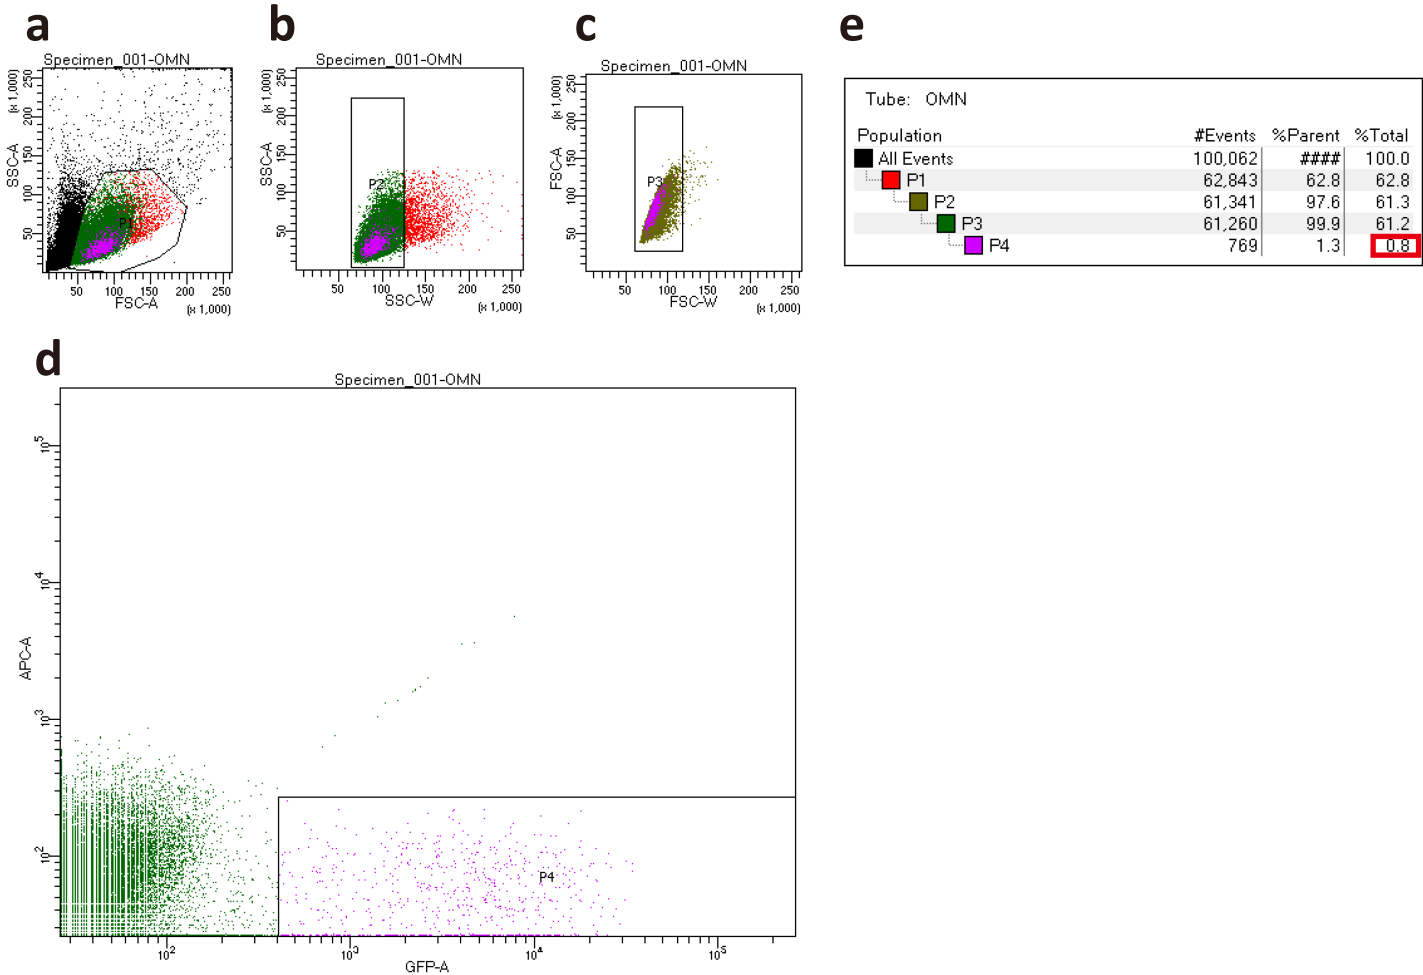 a
Specimen_001-OMN
SSC-A
(x 1,000)
50 100 150 200 250
50 100 150 200 250
FSC-A
(x 1,000)
P1
b
Specimen_001-OMN
SSC-A
(x 1,000)
50 100 150 200 250
50 100 150 200 250
SSC-W
(x 1,000)
P2
c
Specimen_001-OMN
FSC-A
(x 1,000)
50 100 150 200 250
50 100 150 200 250
FSC-W
(x 1,000)
P3
e
Tube: OMN
Population #Events %Parent %Total
All Events 100,062 #### 100.0
P1 62,843 62.8 62.8
P2 61,341 97.6 61.3
P3 61,260 99.9 61.2
P4 769 1.3 0.8
d
Specimen_001-OMN
APC-A
10^2 10^3 10^4 10^5
P4
10^2 10^3 10^4 10^5
GFP-A